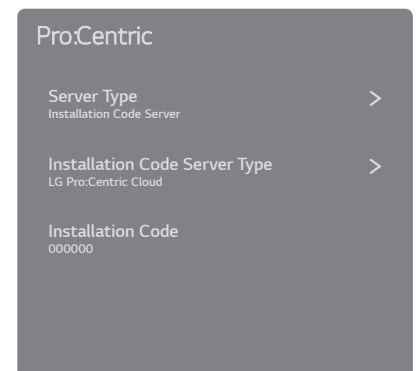 Pro:Centric
Server Type
Installation Code Server
Installation Code Server Type
LG Pro:Centric Cloud
Installation Code
000000